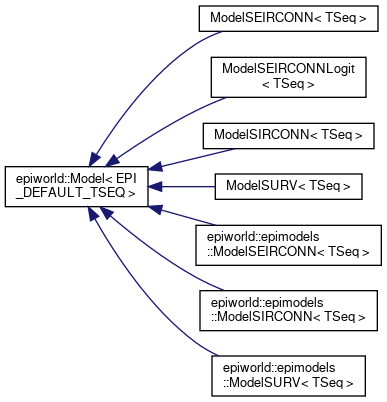 ModelSEIRCONN< TSeq >
ModelSEIRCONNLogit
< TSeq >
ModelSIRCONN< TSeq >
epiworld::Model< EPI
_DEFAULT_TSEQ >
ModelSURV< TSeq >
epiworld::epimodels
::ModelSEIRCONN< TSeq >
epiworld::epimodels
::ModelSIRCONN< TSeq >
epiworld::epimodels
::ModelSURV< TSeq >